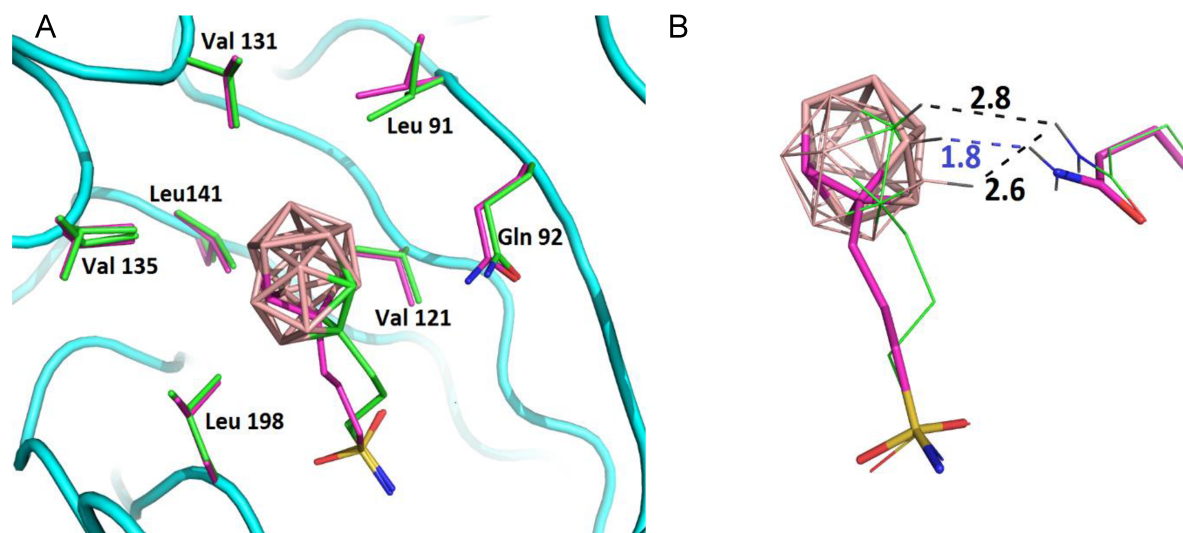 A
B
Val 131
Leu 91
Leu141
Gln 92
Val 135
Val 121
Leu 198
2.8
1.8
2.6